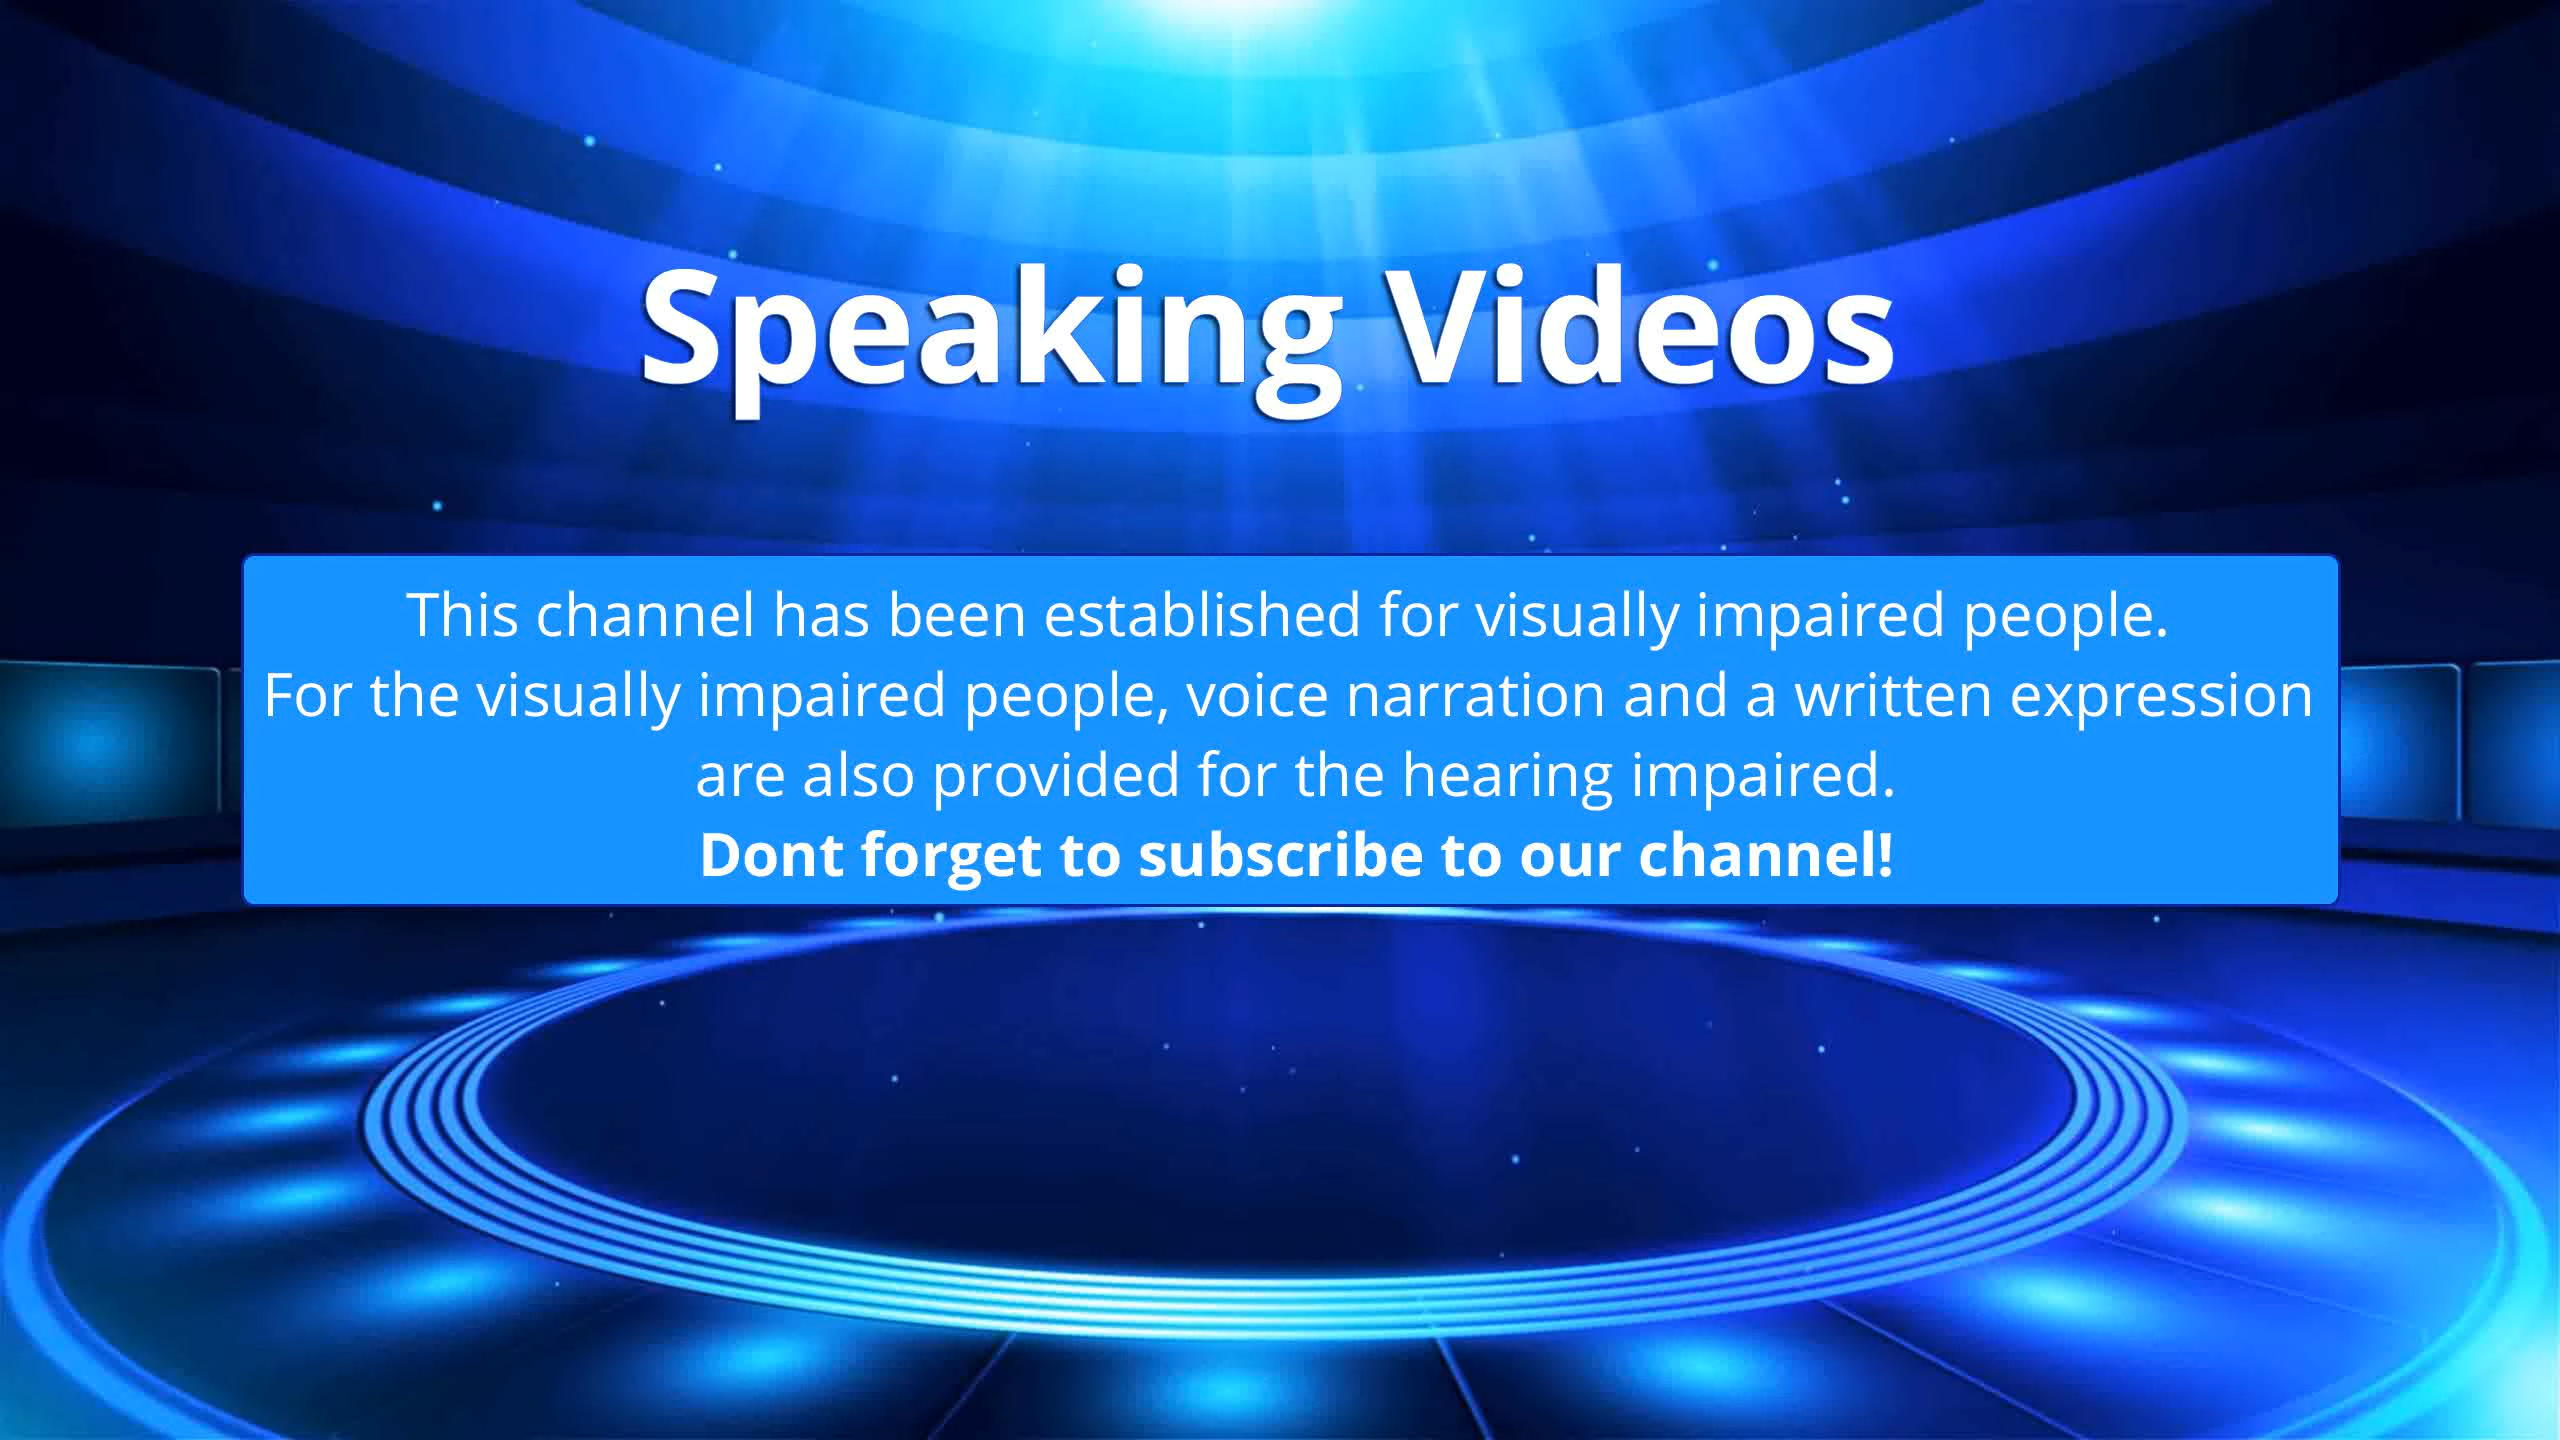 Speaking Videos
This channel has been established for visually impaired people.
For the visually impaired people, voice narration and a written expression
are also provided for the hearing impaired.
Dont forget to subscribe to our channel!